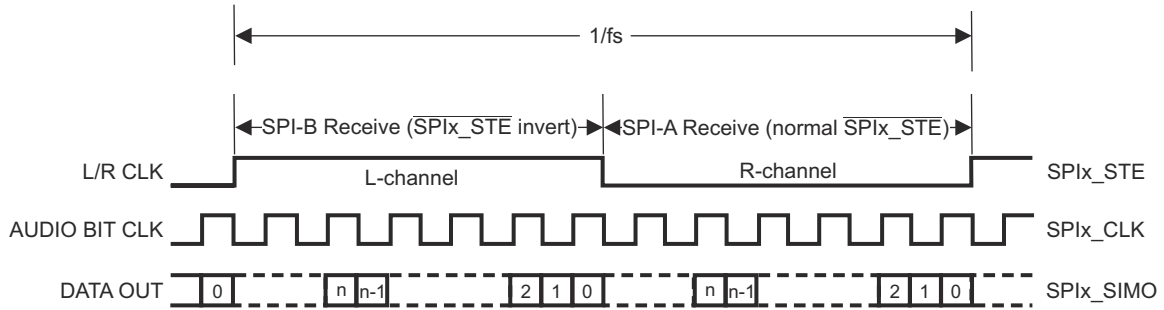 1/fs
SPI-B Receive (SPIx_STE invert) SPI-A Receive (normal SPIx_STE)
L/R CLK L-channel R-channel SPIx_STE
AUDIO BIT CLK SPIx_CLK
DATA OUT 0 n n-1 2 1 0 n n-1 2 1 0 SPIx_SIMO